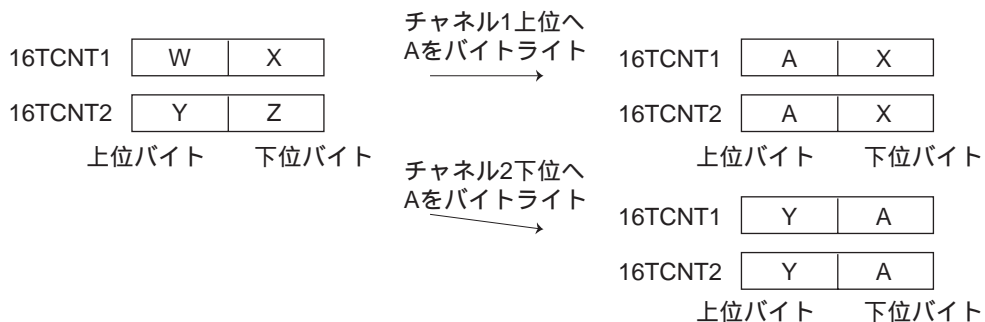 チャネル1上位へ
Aをバイトライト
16TCNT1 W X
16TCNT2 Y Z
上位バイト 下位バイト
16TCNT1 A X
16TCNT2 A X
上位バイト 下位バイト
チャネル2下位へ
Aをバイトライト
16TCNT1 Y A
16TCNT2 Y A
上位バイト 下位バイト